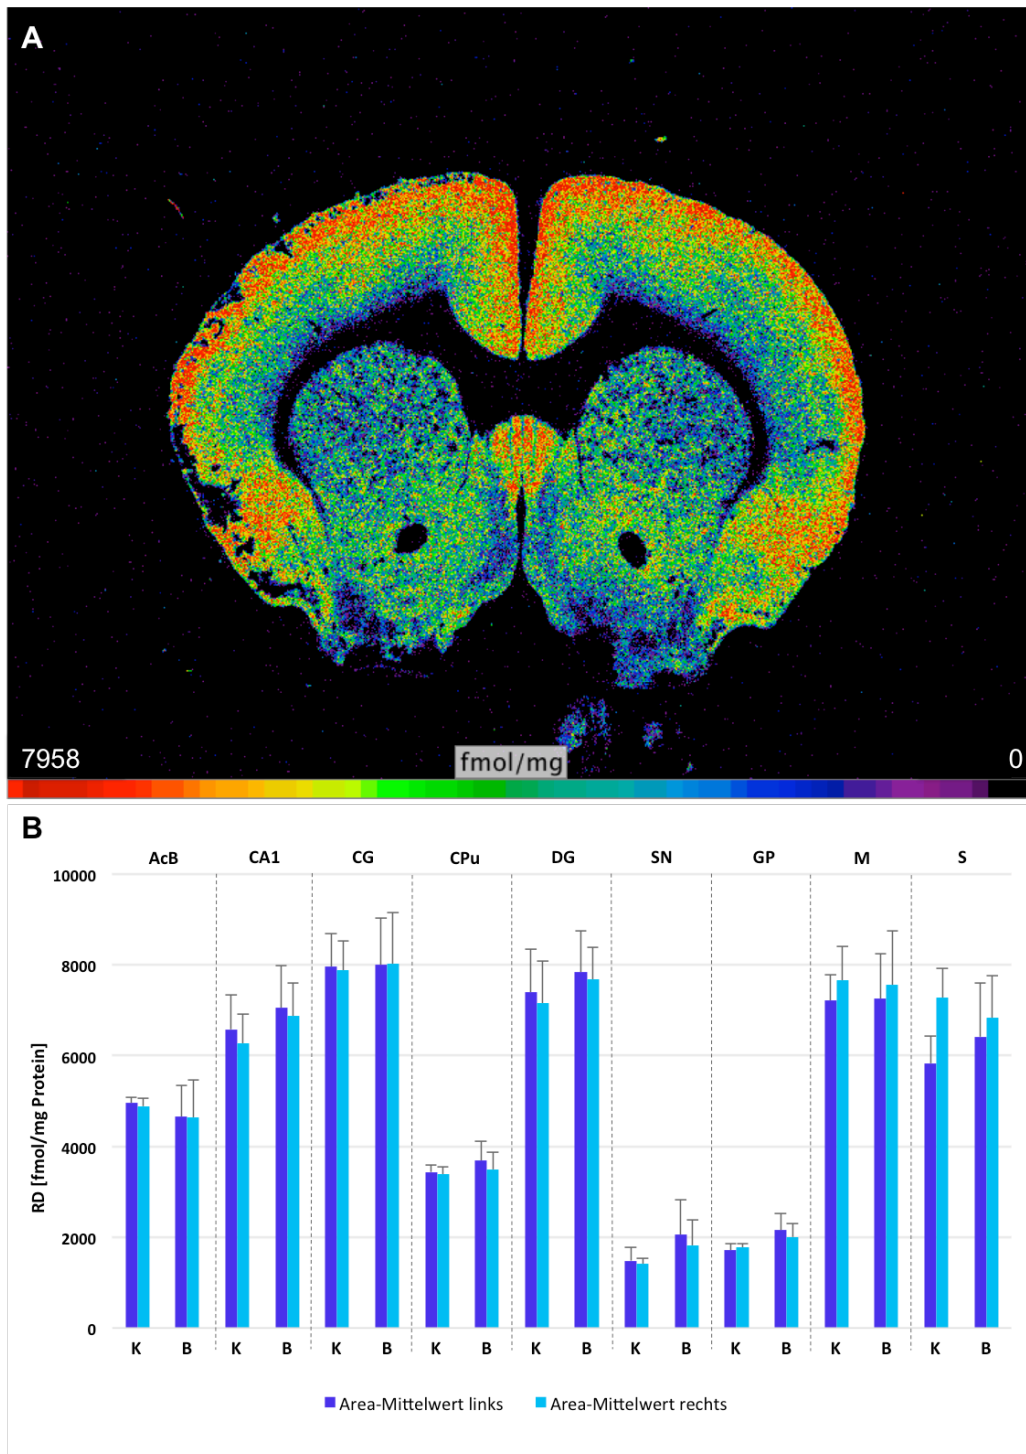 A
7958
fmol/mg
0
B
AcB CA1 CG CPu DG SN GP M S
10000
8000
6000
4000
2000
0
RD [fmol/mg Protein]
K B K B K B K B K B K B K B K B K B
Area-Mittelwert links Area-Mittelwert rechts